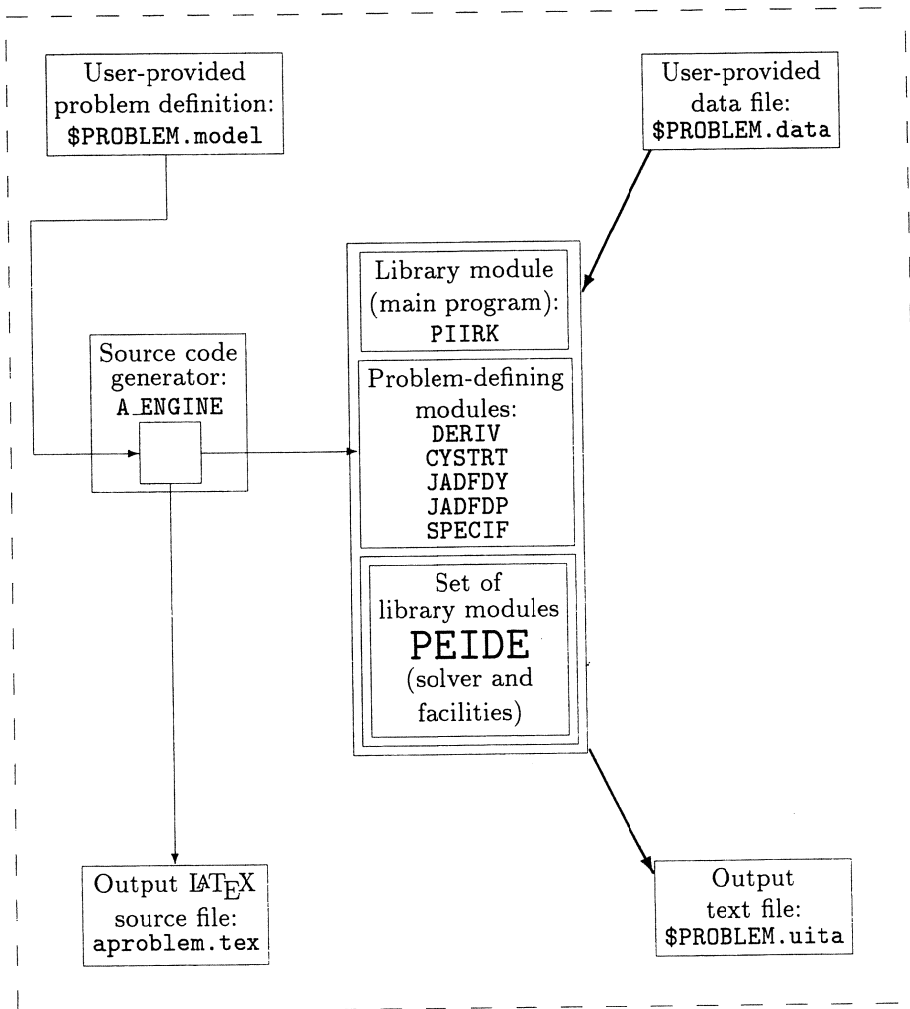 User-provided
problem definition:
$PROBLEM.model
User-provided
data file:
$PROBLEM.data
Library module
(main program):
PIIRK
Source code
generator:
A_ENGINE
Problem-defining
modules:
DERIV
CYSTRT
JADFDY
JADFDP
SPECIF
Set of
library modules
PEIDE
(solver and
facilities)
Output LATEX
source file:
aproblem.tex
Output
text file:
$PROBLEM.uita